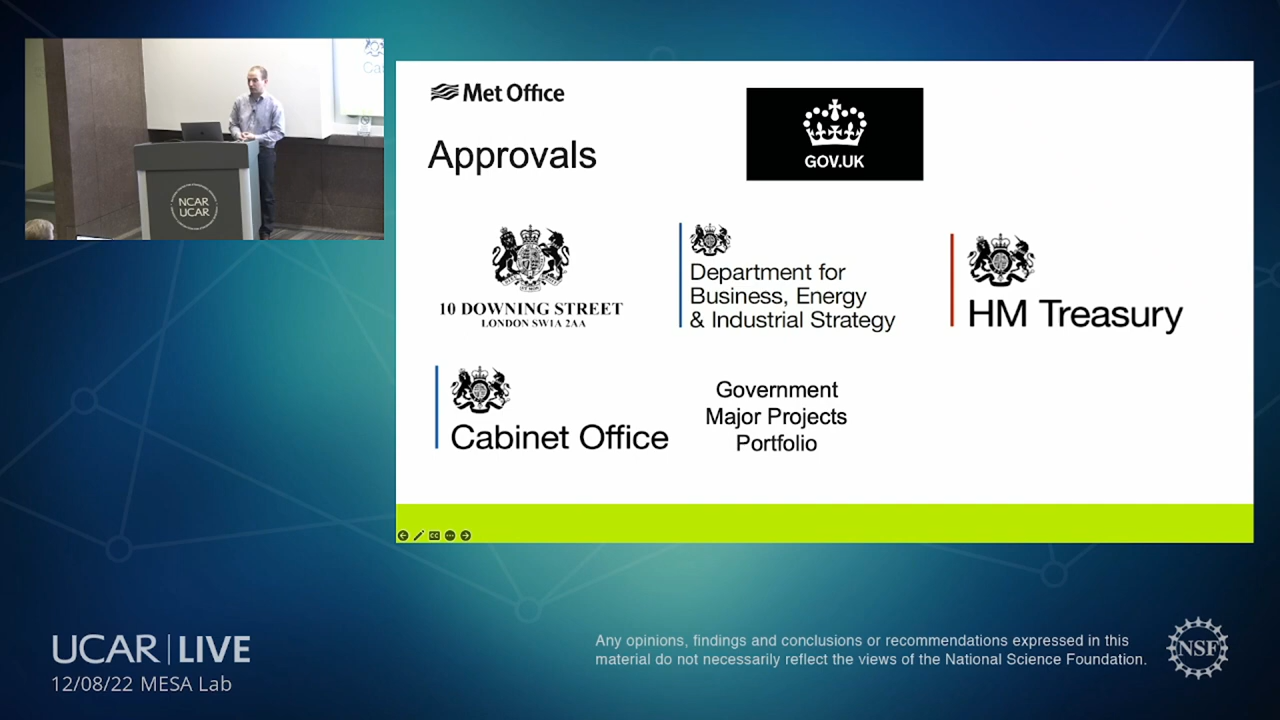 NCAR
UCAR
Met Office
Approvals
GOV.UK
10 DOWNING STREET
LONDON SW1A 2AA
Department for
Business, Energy
& Industrial Strategy
HM Treasury
Cabinet Office
Government
Major Projects
Portfolio
UCAR | LIVE
12/08/22 MESA Lab
Any opinions, findings and conclusions or recommendations expressed in this
material do not necessarily reflect the views of the National Science Foundation.
NSF